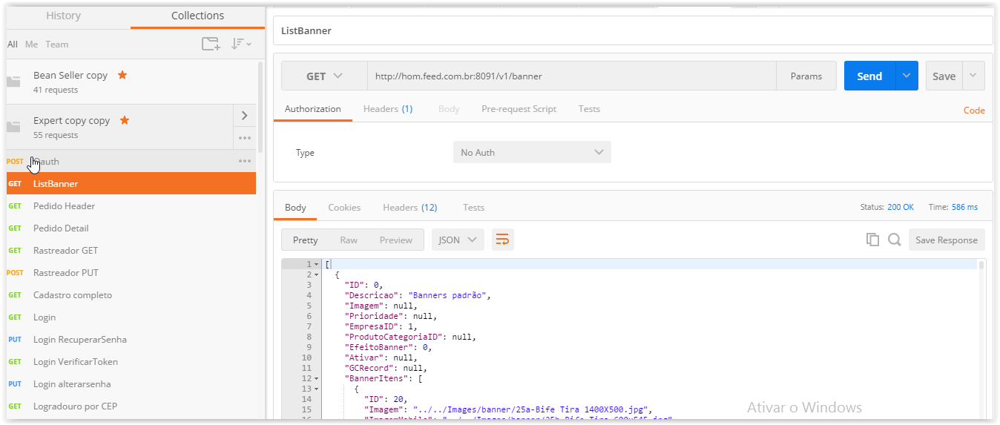 History Collections
All Me Team
Bean Seller copy
41 requests
Expert copy copy
55 requests
POST auth
GET ListBanner
GET Pedido Header
GET Pedido Detail
GET Rastreador GET
POST Rastreador PUT
GET Cadastro completo
GET Login
PUT Login RecuperarSenha
GET Login VerificarToken
PUT Login alterarsenha
GET Logradouro por CEP
ListBanner
GET http://hom.feed.com.br:8091/v1/banner Params Send Save
Authorization Headers (1) Body Pre-request Script Tests Code
Type No Auth
Body Cookies Headers (12) Tests Status: 200 OK Time: 586 ms
Pretty Raw Preview JSON Save Response
1 [
2 {
3 "ID": 0,
4 "Descricao": "Banners padrão",
5 "Imagem": null,
6 "Prioridade": null,
7 "EmpresaID": 1,
8 "ProdutoCategoriaID": null,
9 "EfeitoBanner": 0,
10 "Ativar": null,
11 "GCRecord": null,
12 "BannerItens": [
13 {
14 "ID": 20,
15 "Imagem": "../../Images/banner/25a-Bife Tira 1400X500.jpg",
Ativar o Windows